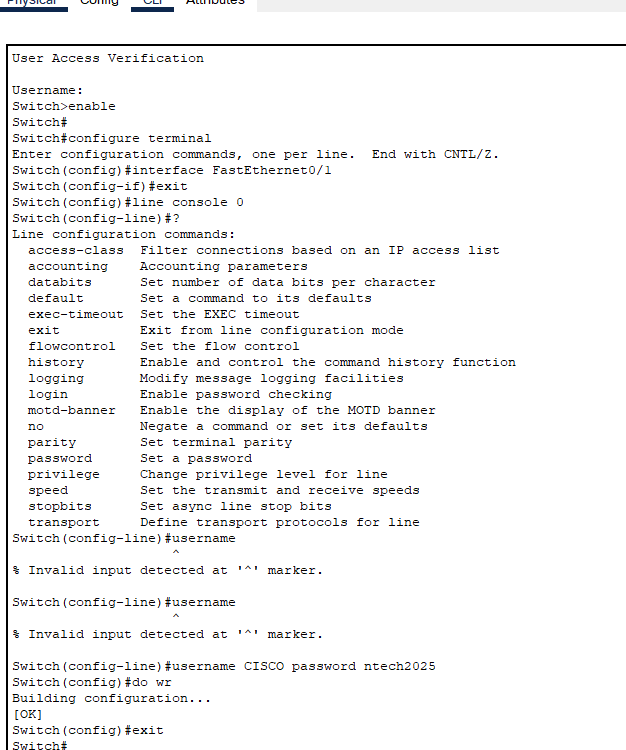 Physical Config CLI Attributes
User Access Verification
Username:
Switch>enable
Switch#
Switch#configure terminal
Enter configuration commands, one per line.  End with CNTL/Z.
Switch(config)#interface FastEthernet0/1
Switch(config-if)#exit
Switch(config)#line console 0
Switch(config-line)#?
Line configuration commands:
  access-class  Filter connections based on an IP access list
  accounting    Accounting parameters
  databits      Set number of data bits per character
  default       Set a command to its defaults
  exec-timeout  Set the EXEC timeout
  exit          Exit from line configuration mode
  flowcontrol   Set the flow control
  history       Enable and control the command history function
  logging       Modify message logging facilities
  login         Enable password checking
  motd-banner   Enable the display of the MOTD banner
  no            Negate a command or set its defaults
  parity        Set terminal parity
  password      Set a password
  privilege     Change privilege level for line
  speed         Set the transmit and receive speeds
  stopbits      Set async line stop bits
  transport     Define transport protocols for line
Switch(config-line)#username
                    ^
% Invalid input detected at '^' marker.
Switch(config-line)#username
                    ^
% Invalid input detected at '^' marker.
Switch(config-line)#username CISCO password ntech2025
Switch(config)#do wr
Building configuration...
[OK]
Switch(config)#exit
Switch#